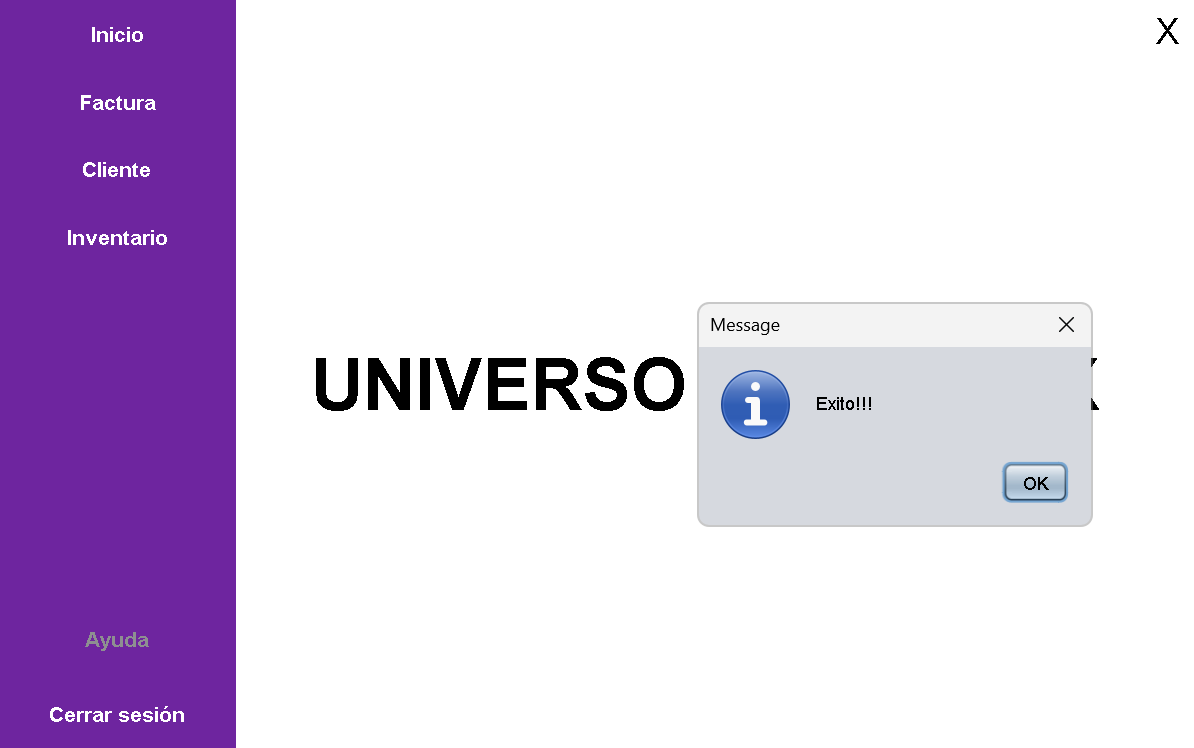 Inicio
X
Factura
Cliente
Inventario
Message
UNIVERSO
Exito!!!
OK
Ayuda
Cerrar sesión